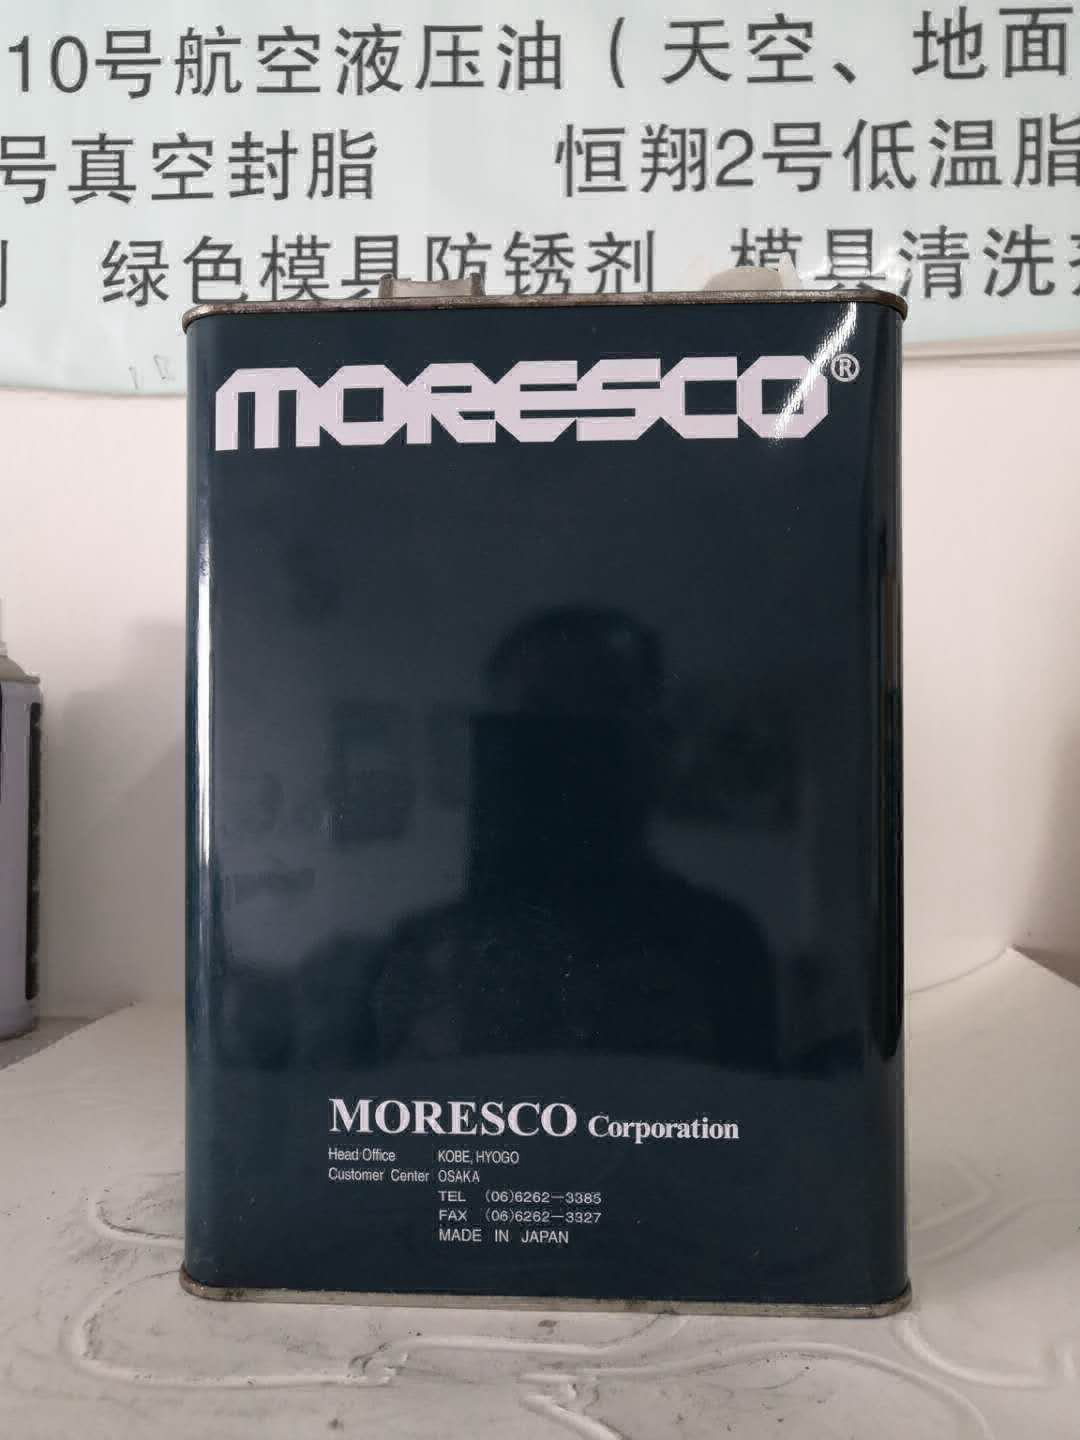 10号航空液压油（天空、地面
号真空封脂 恒翔2号低温脂
绿色模具防锈剂 模具清洗
MORESCO®
MORESCO Corporation
Head Office KOBE, HYOGO
Customer Center OSAKA
TEL (06)6262-3385
FAX (06)6262-3327
MADE IN JAPAN